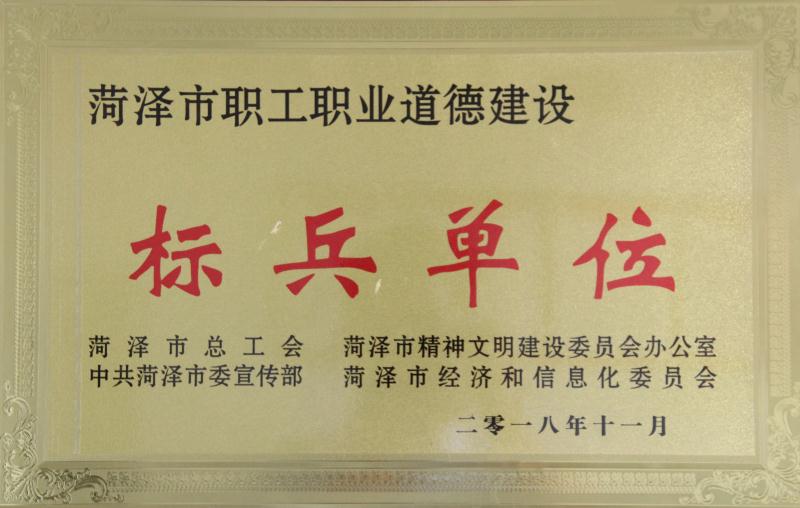 菏泽市职工职业道德建设
标兵单位
菏泽市总工会 菏泽市精神文明建设委员会办公室
中共菏泽市委宣传部 菏泽市经济和信息化委员会
二零一八年十一月